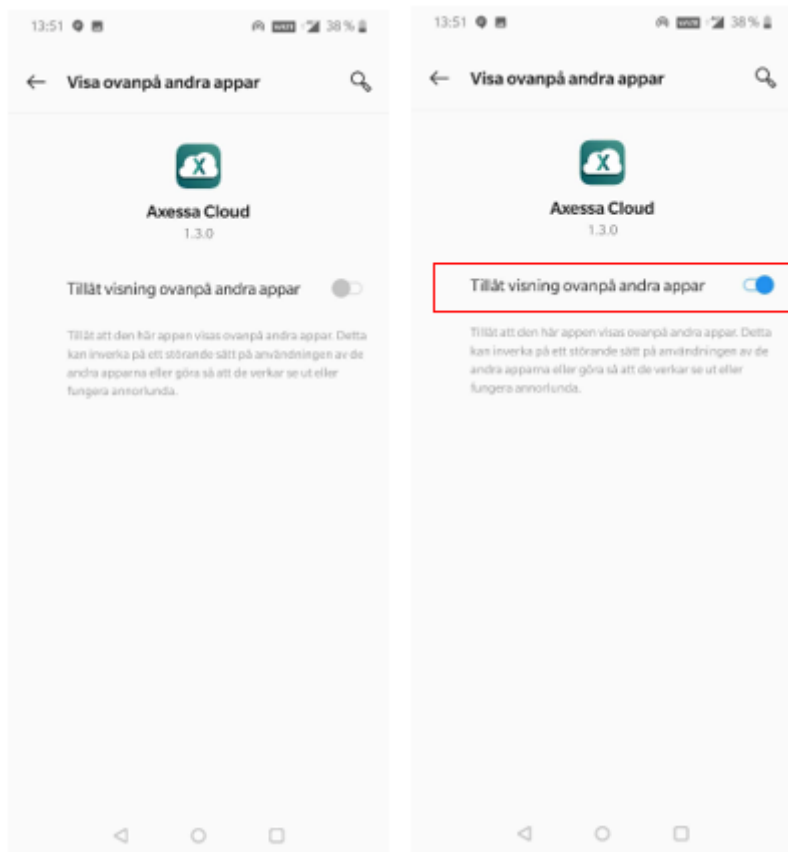 13:51 38 %
Visa ovanpå andra appar
X
Axessa Cloud
1.3.0
Tillåt visning ovanpå andra appar
Tillåt att den här appen visas ovanpå andra appar. Detta
kan inverka på ett störande sätt på användningen av de
andra apparna eller göra så att de verkar se ut eller
fungera annorlunda.
13:51 38 %
Visa ovanpå andra appar
X
Axessa Cloud
1.3.0
Tillåt visning ovanpå andra appar
Tillåt att den här appen visas ovanpå andra appar. Detta
kan inverka på ett störande sätt på användningen av de
andra apparna eller göra så att de verkar se ut eller
fungera annorlunda.